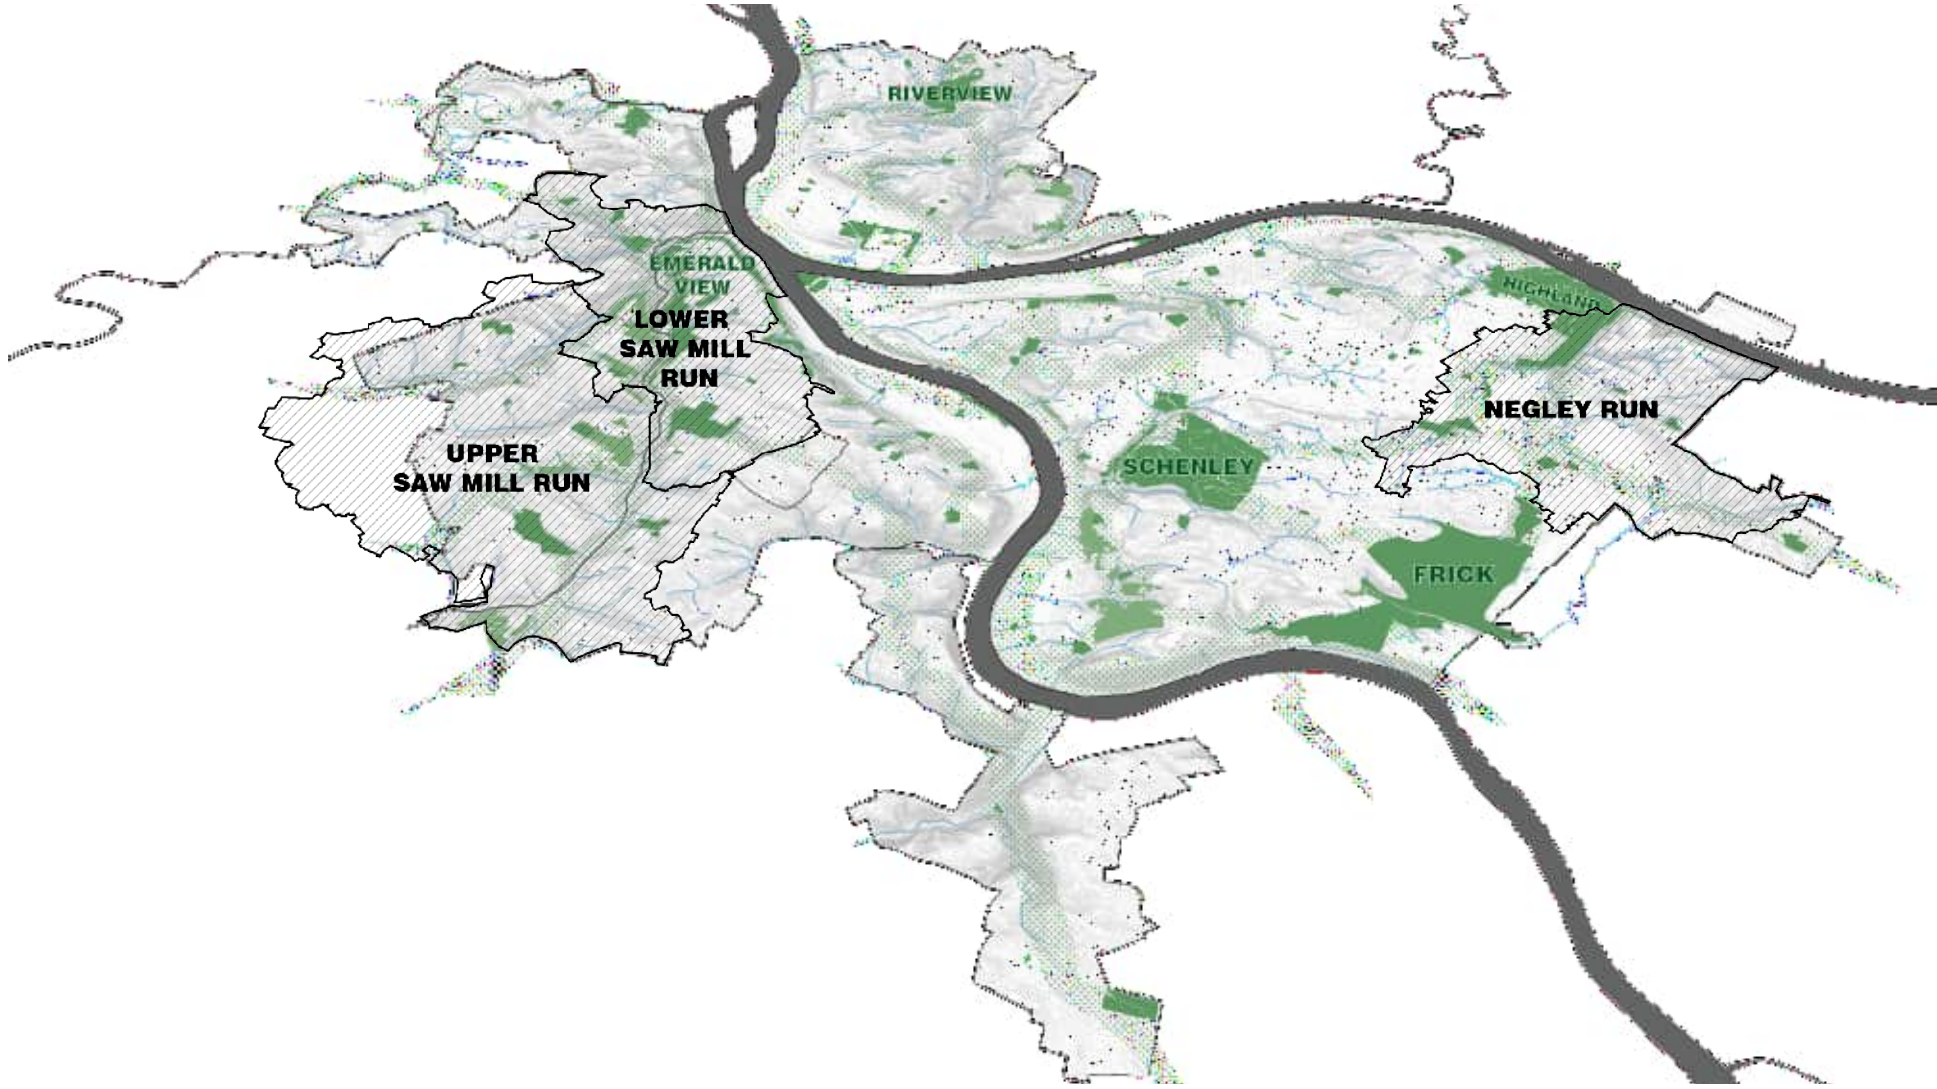 RIVERVIEW
EMERALD
VIEW
HIGHLAND
LOWER
SAW MILL
RUN
NEGLEY RUN
UPPER
SAW MILL RUN
SCHENLEY
FRICK